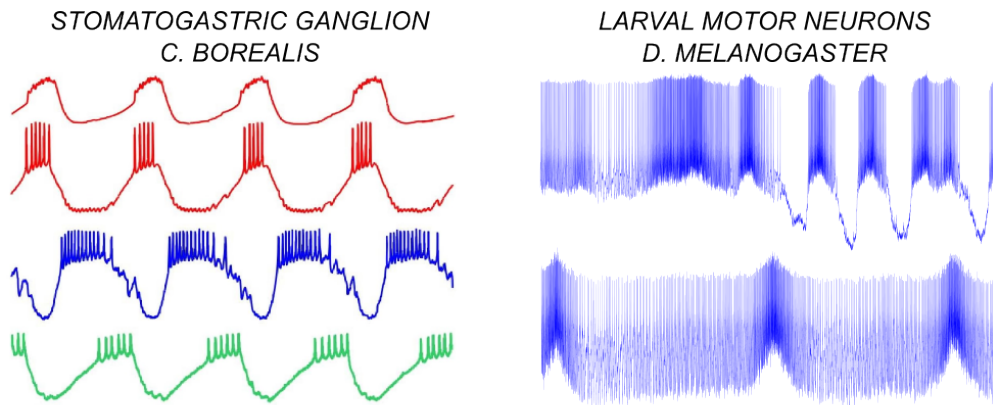 STOMATOGASTRIC GANGLION
C. BOREALIS
LARVAL MOTOR NEURONS
D. MELANOGASTER